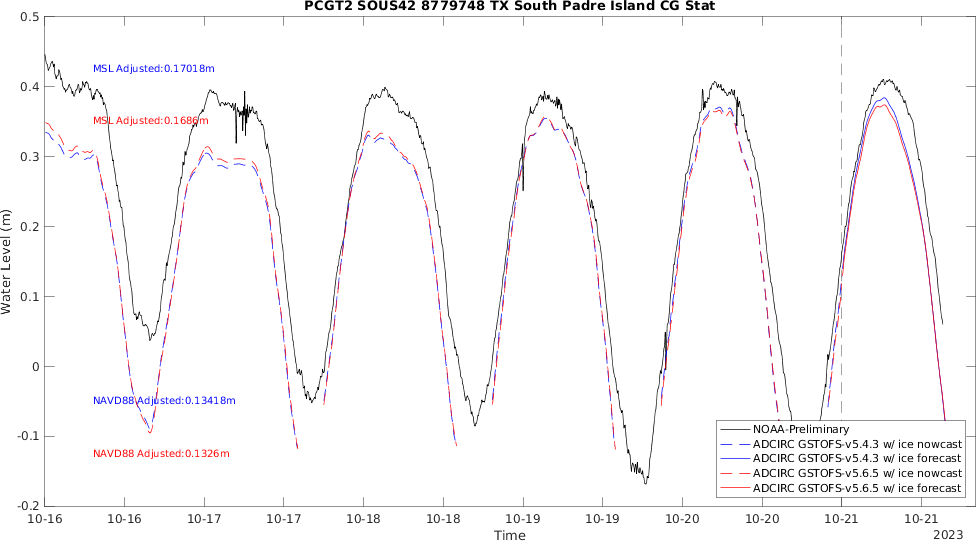 PCGT2 SOUS42 8779748 TX South Padre Island CG Stat
0.5
MSL Adjusted:0.17018m
0.4
MSL Adjusted:0.1686m
0.3
0.2
Water Level (m)
0.1
0
NAVD88 Adjusted:0.13418m
-0.1
NAVD88 Adjusted:0.1326m
-0.2
NOAA-Preliminary
ADCIRC GSTOFS-v5.4.3 w/ ice nowcast
ADCIRC GSTOFS-v5.4.3 w/ ice forecast
ADCIRC GSTOFS-v5.6.5 w/ ice nowcast
ADCIRC GSTOFS-v5.6.5 w/ ice forecast
10-16 10-16 10-17 10-17 10-18 10-18 10-19 10-19 10-20 10-20 10-21 10-21
Time
2023